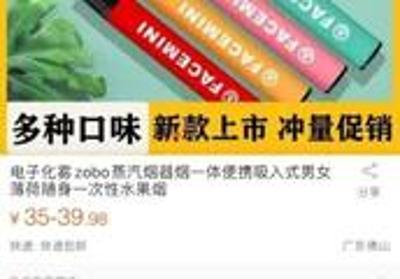 FACEMINI
FACEMINI
FACEMINI
FACEMINI
多种口味 新款上市 冲量促销
电子化雾zobo蒸汽烟器烟一体便携吸入式男女
薄荷随身一次性水果烟
分享
¥ 35-39.98
快递: 快递包邮
广东佛山